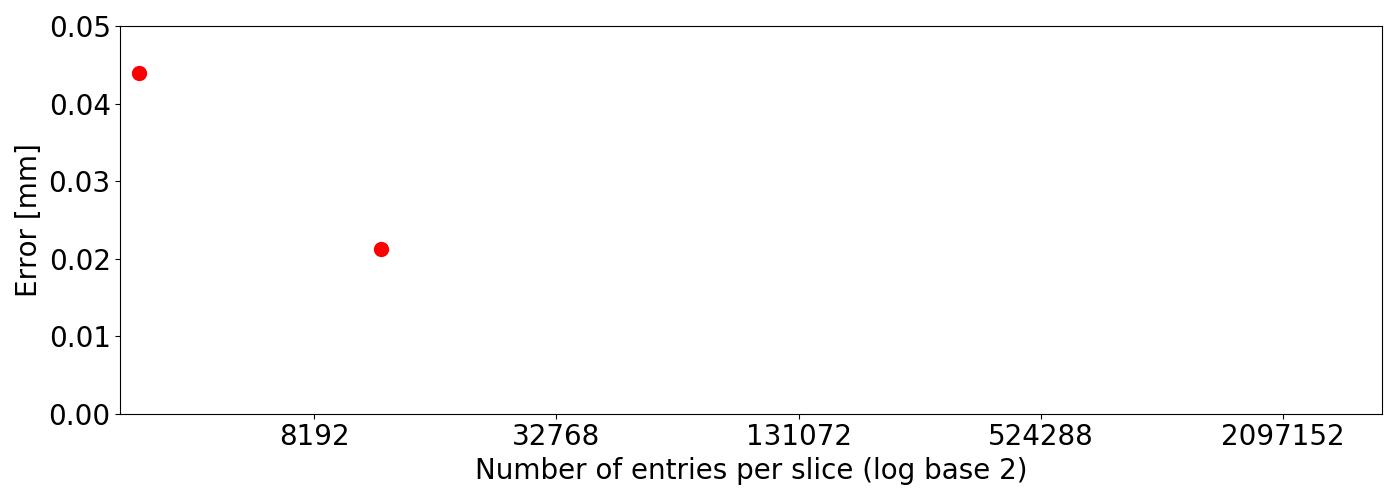 0.05
0.04
0.03
0.02
0.01
0.00
Error [mm]
8192 32768 131072 524288 2097152
Number of entries per slice (log base 2)